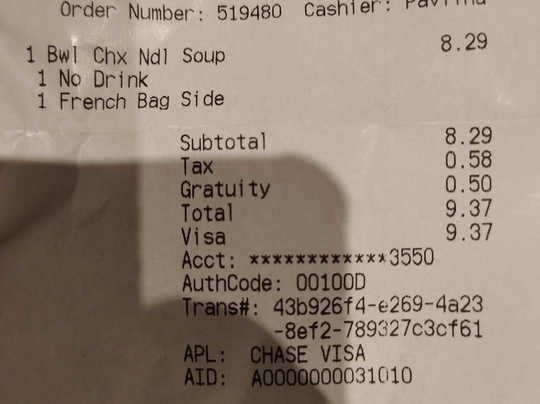 Order Number: 519480 Cashier: Pavlina
1 Bwl Chx Ndl Soup 8.29
1 No Drink
1 French Bag Side
Subtotal 8.29
Tax 0.58
Gratuity 0.50
Total 9.37
Visa 9.37
Acct: ************3550
AuthCode: 00100D
Trans#: 43b926f4-e269-4a23
-8ef2-789327c3cf61
APL: CHASE VISA
AID: A0000000031010